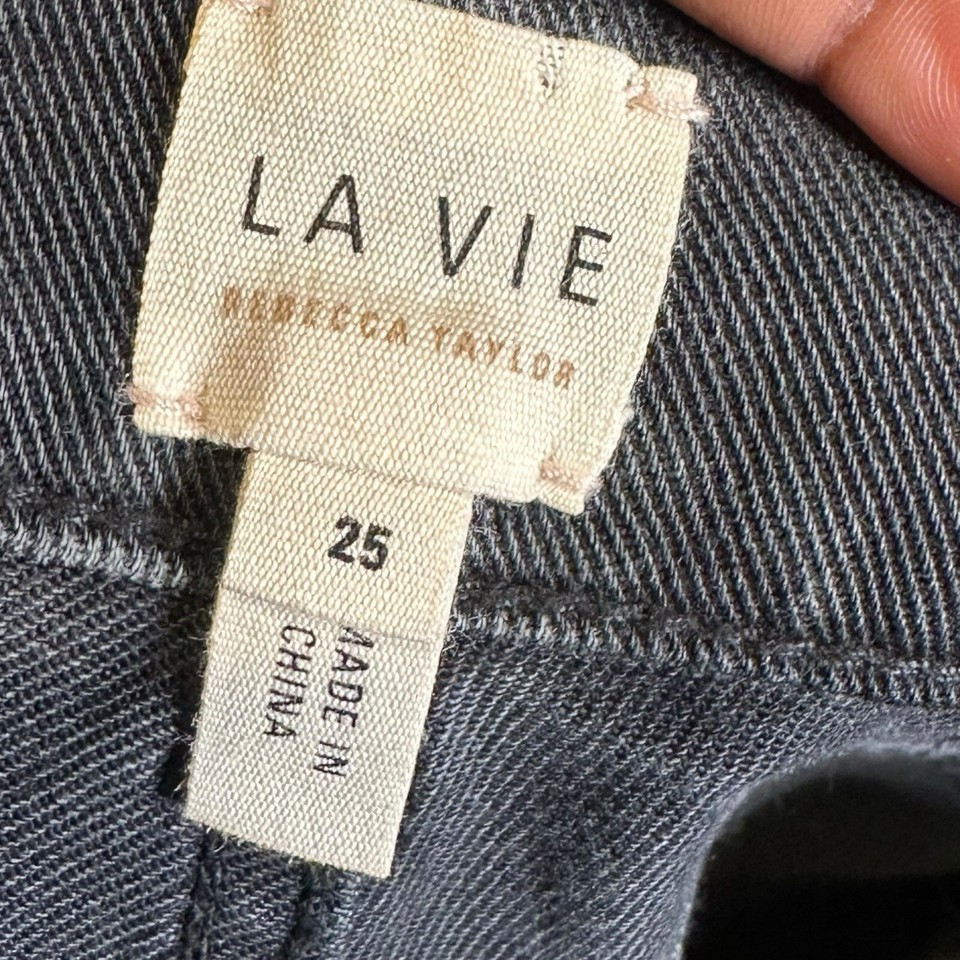 LA VIE
REBECCA TAYLOR
25
MADE IN
CHINA